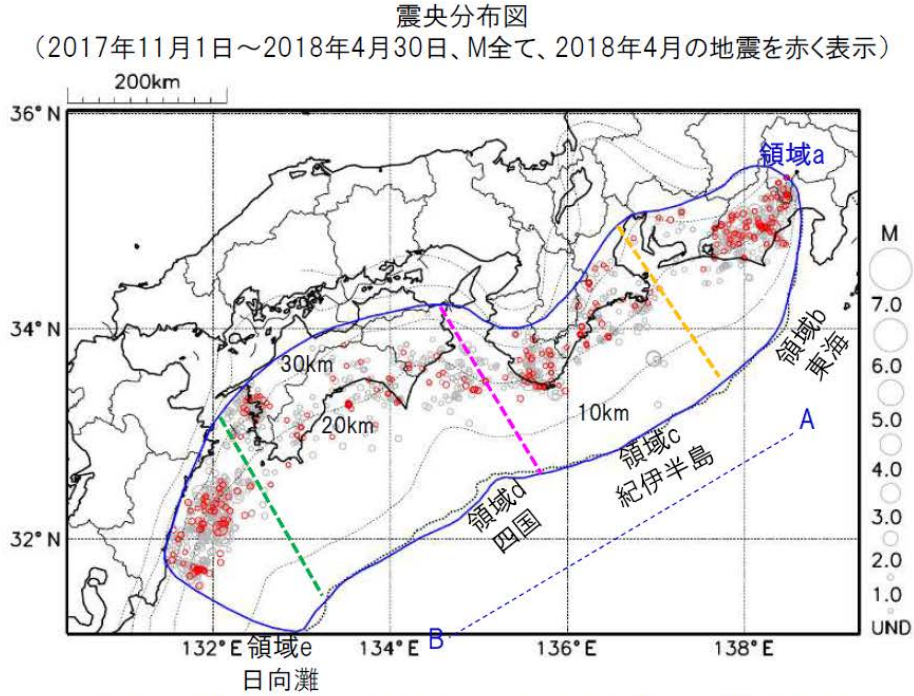 震央分布図
（2017年11月1日～2018年4月30日、M全て、2018年4月の地震を赤く表示）
200km
36°N
領域a
M
7.0
34°N
領域b
東海
6.0
30km
20km
10km
A
5.0
領域c
紀伊半島
4.0
領域d
四国
3.0
32°N
2.0
1.0
B
UND
132°E
134°E
136°E
138°E
領域e
日向灘